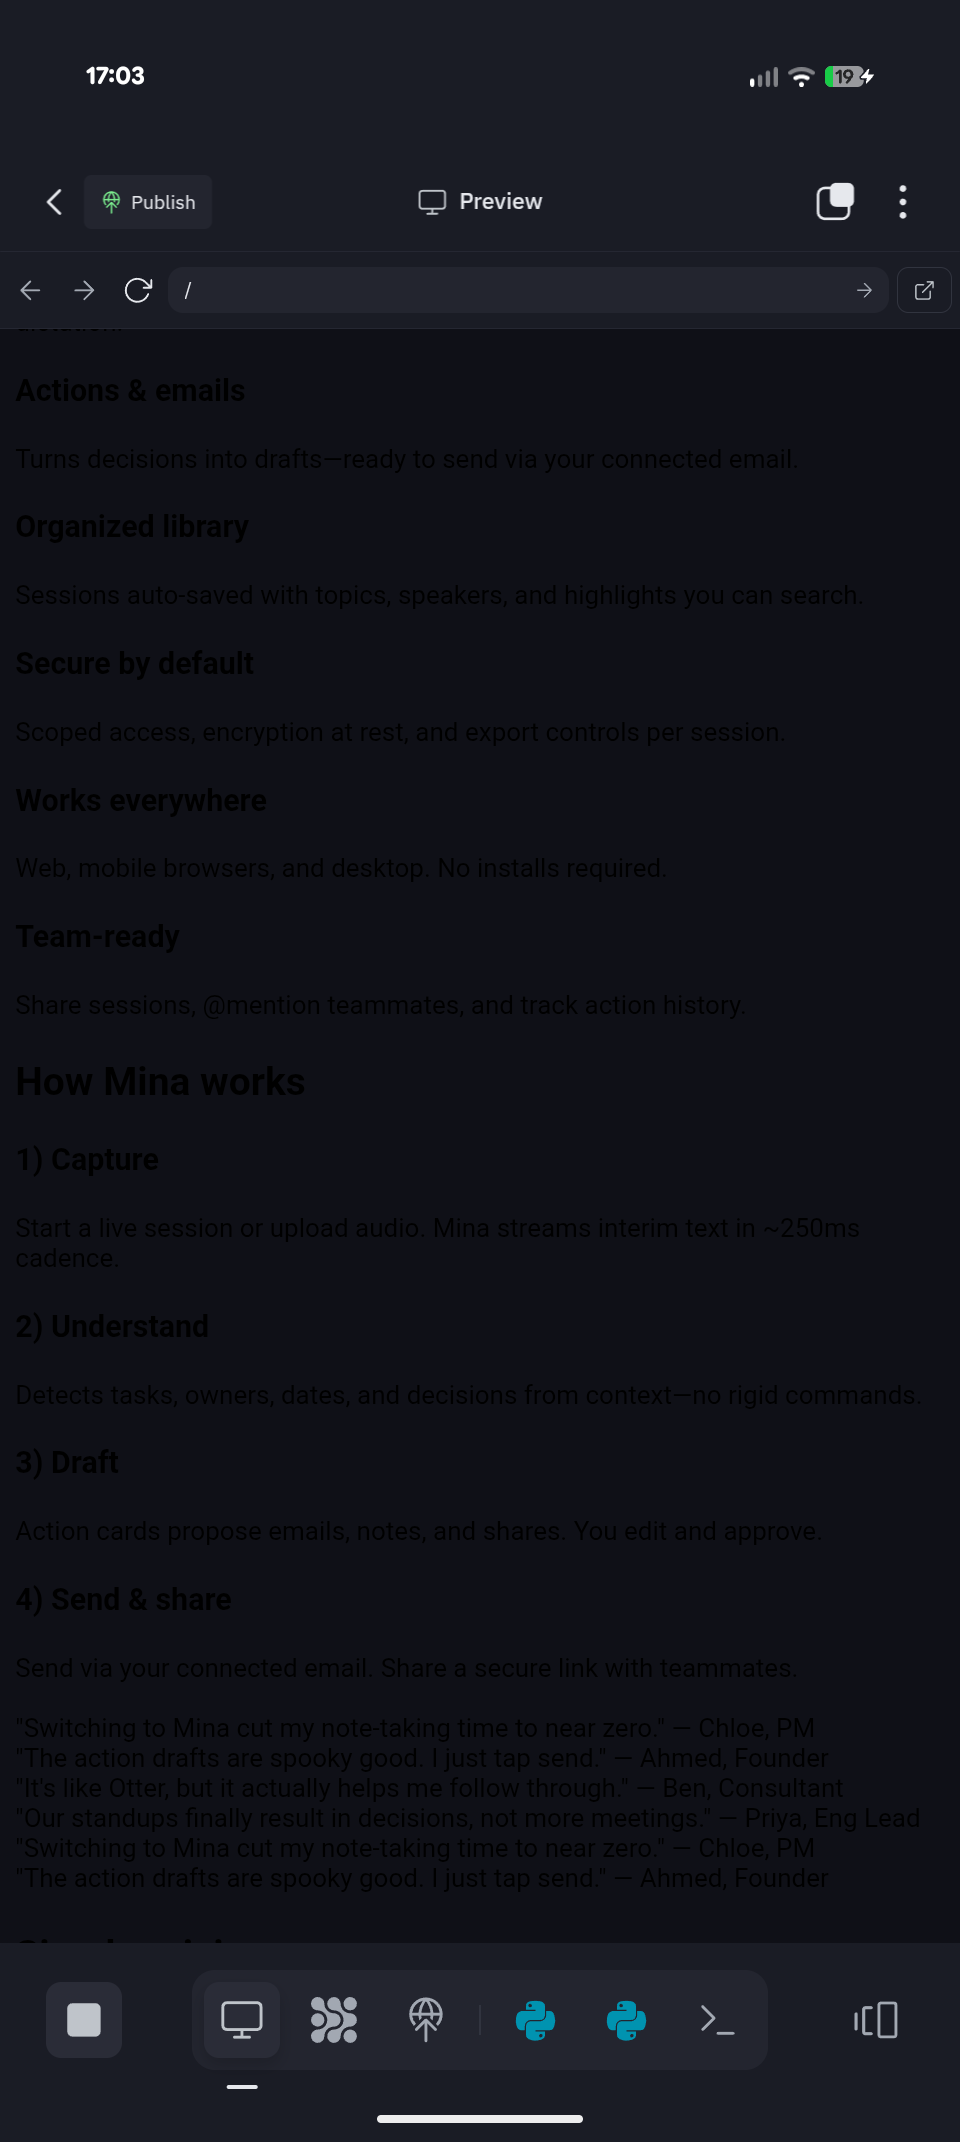 17:03
19
Publish
Preview
/
Actions & emails
Turns decisions into drafts—ready to send via your connected email.
Organized library
Sessions auto-saved with topics, speakers, and highlights you can search.
Secure by default
Scoped access, encryption at rest, and export controls per session.
Works everywhere
Web, mobile browsers, and desktop. No installs required.
Team-ready
Share sessions, @mention teammates, and track action history.
How Mina works
1) Capture
Start a live session or upload audio. Mina streams interim text in ~250ms
cadence.
2) Understand
Detects tasks, owners, dates, and decisions from context—no rigid commands.
3) Draft
Action cards propose emails, notes, and shares. You edit and approve.
4) Send & share
Send via your connected email. Share a secure link with teammates.
"Switching to Mina cut my note-taking time to near zero." — Chloe, PM
"The action drafts are spooky good. I just tap send." — Ahmed, Founder
"It's like Otter, but it actually helps me follow through." — Ben, Consultant
"Our standups finally result in decisions, not more meetings." — Priya, Eng Lead
"Switching to Mina cut my note-taking time to near zero." — Chloe, PM
"The action drafts are spooky good. I just tap send." — Ahmed, Founder